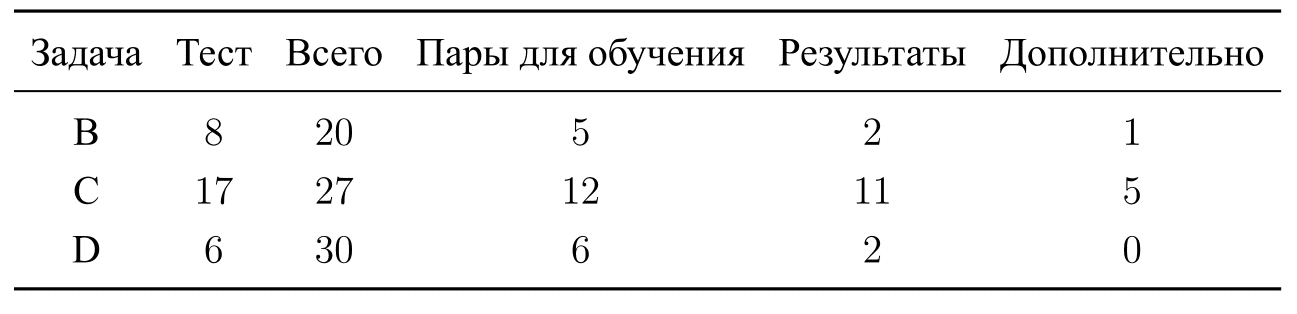 Задача Тест Всего Пары для обучения Результаты Дополнительно
B 8 20 5 2 1
C 17 27 12 11 5
D 6 30 6 2 0